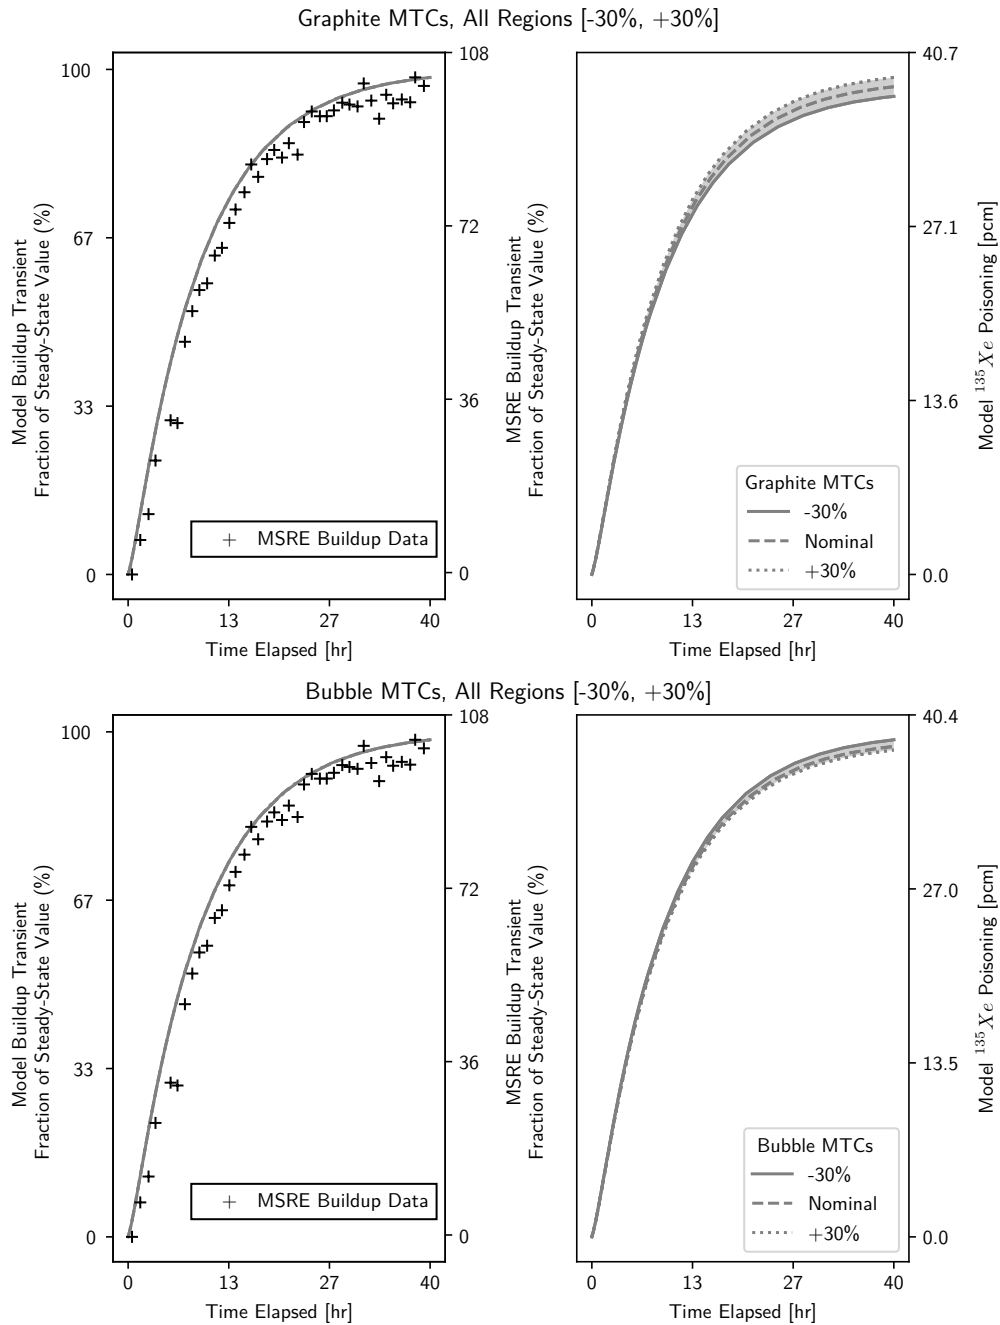 Graphite MTCs, All Regions [-30%, +30%]
Model Buildup Transient
Fraction of Steady-State Value (%)
100
67
33
0
108
72
36
0
MSRE Buildup Transient
Fraction of Steady-State Value (%)
MSRE Buildup Data
0
13
27
40
Time Elapsed [hr]
40.7
27.1
13.6
0.0
Model ¹³⁵Xe Poisoning [pcm]
Graphite MTCs
-30%
Nominal
+30%
0
13
27
40
Time Elapsed [hr]
Bubble MTCs, All Regions [-30%, +30%]
Model Buildup Transient
Fraction of Steady-State Value (%)
100
67
33
0
108
72
36
0
MSRE Buildup Transient
Fraction of Steady-State Value (%)
MSRE Buildup Data
0
13
27
40
Time Elapsed [hr]
40.4
27.0
13.5
0.0
Model ¹³⁵Xe Poisoning [pcm]
Bubble MTCs
-30%
Nominal
+30%
0
13
27
40
Time Elapsed [hr]